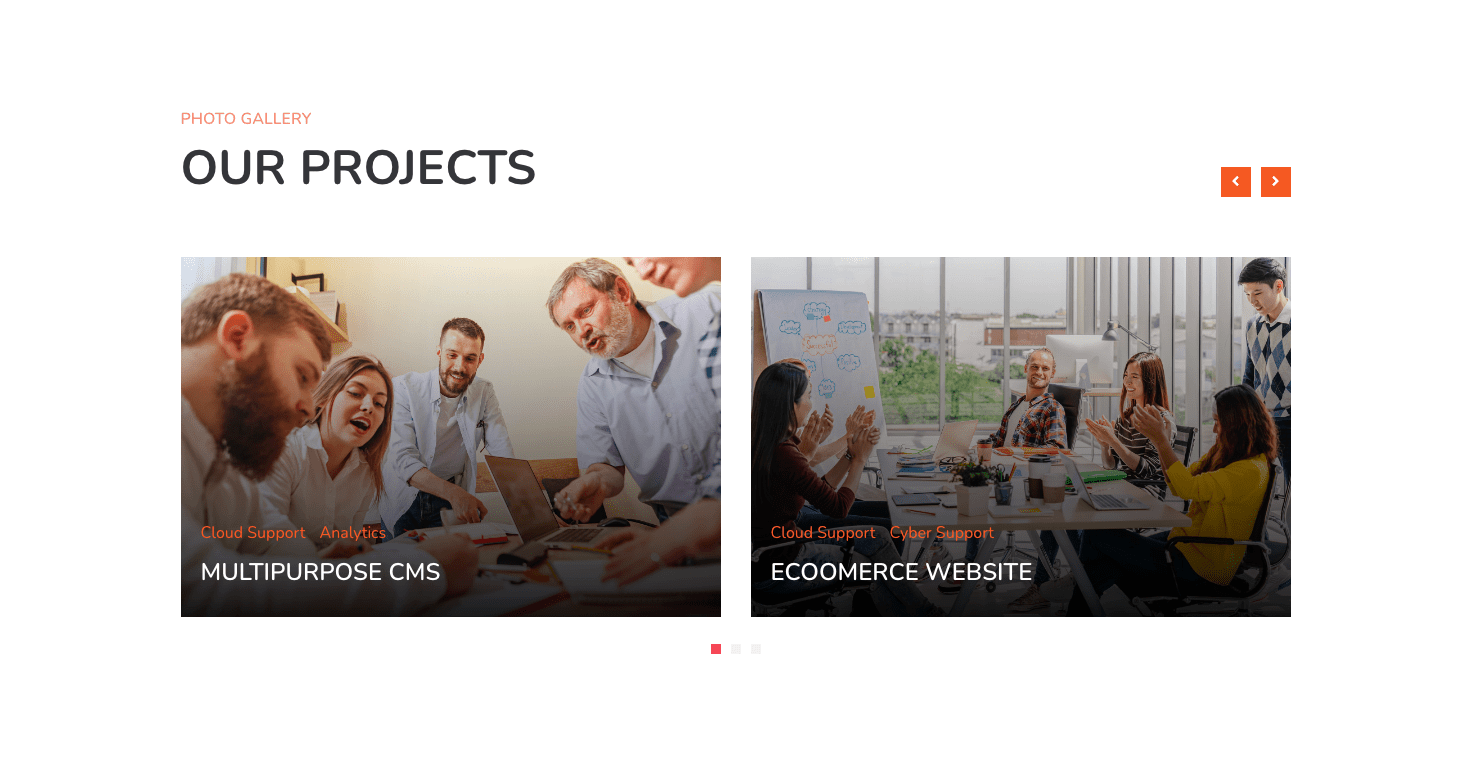 PHOTO GALLERY
OUR PROJECTS
Cloud Support Analytics
MULTIPURPOSE CMS
Cloud Support Cyber Support
ECOOMERCE WEBSITE